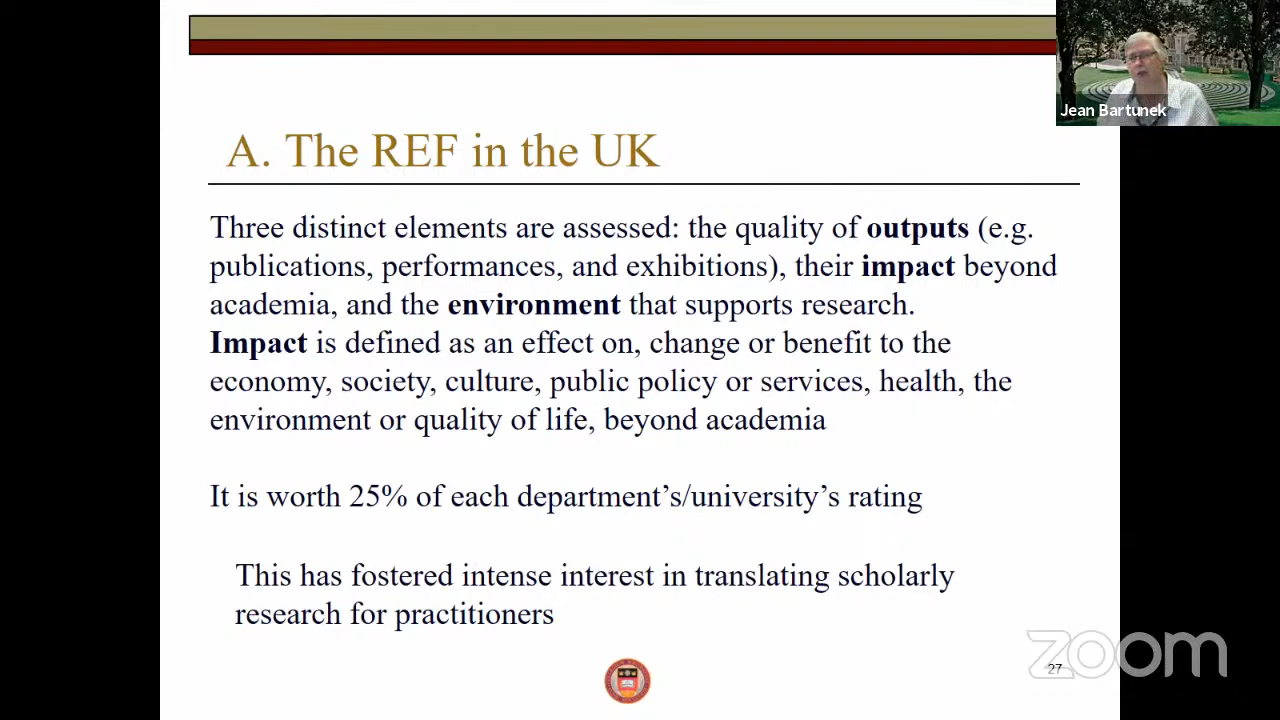 Jean Bartunek
A. The REF in the UK
Three distinct elements are assessed: the quality of outputs (e.g.
publications, performances, and exhibitions), their impact beyond
academia, and the environment that supports research.
Impact is defined as an effect on, change or benefit to the
economy, society, culture, public policy or services, health, the
environment or quality of life, beyond academia
It is worth 25% of each department’s/university’s rating
This has fostered intense interest in translating scholarly
research for practitioners
zoom
27